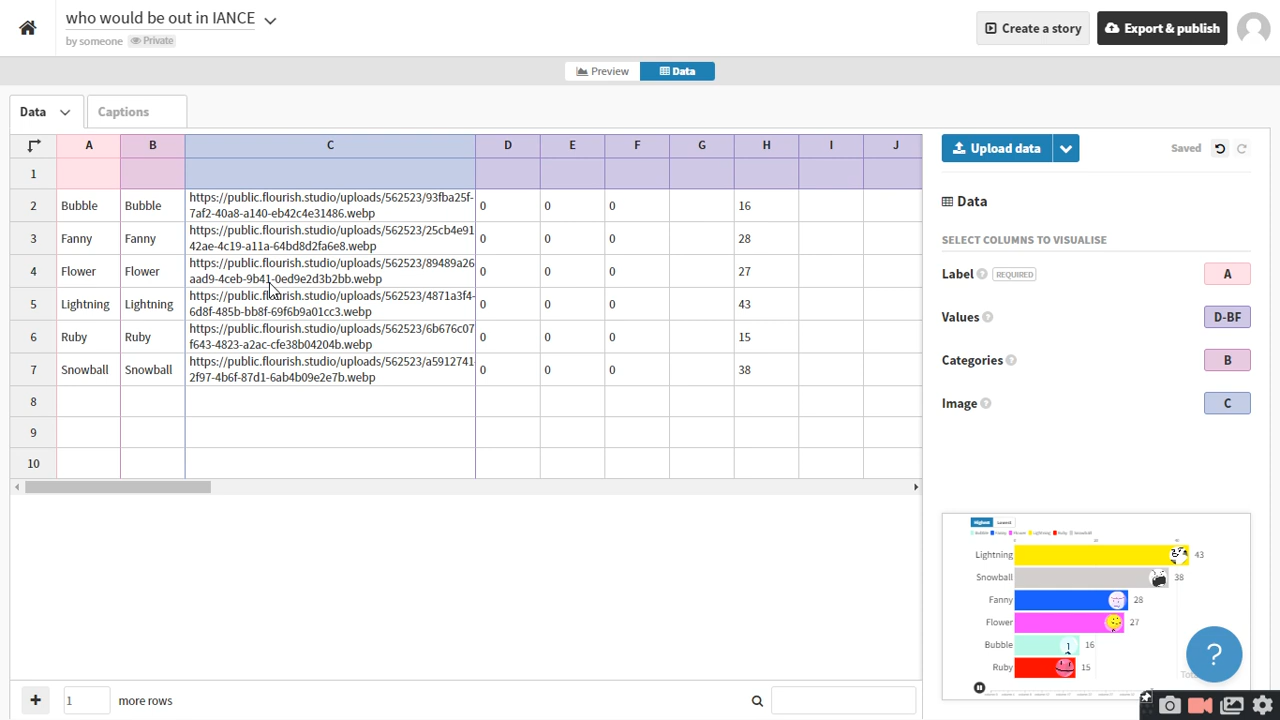 who would be out in IANCE
by someone Private
Create a story
Export & publish
Preview
Data
Data
Captions
A B C D E F G H I J
1
2 Bubble Bubble https://public.flourish.studio/uploads/562523/93fba25f-
7af2-40a8-a140-eb42c4e31486.webp 0 0 0 16
3 Fanny Fanny https://public.flourish.studio/uploads/562523/25cb4e91
42ae-4c19-a11a-64bd8d2fa6e8.webp 0 0 0 28
4 Flower Flower https://public.flourish.studio/uploads/562523/89489a26
aad9-4ceb-9b41-0ed9e2d3b2bb.webp 0 0 0 27
5 Lightning Lightning https://public.flourish.studio/uploads/562523/4871a3f4-
6d8f-485b-bb8f-69f6b9a01cc3.webp 0 0 0 43
6 Ruby Ruby https://public.flourish.studio/uploads/562523/6b676c07
f643-4823-a2ac-cfe38b04204b.webp 0 0 0 15
7 Snowball Snowball https://public.flourish.studio/uploads/562523/a5912741
2f97-4b6f-87d1-6ab4b09e2e7b.webp 0 0 0 38
8
9
10
1 more rows
Upload data
Saved
Data
SELECT COLUMNS TO VISUALISE
Label ? REQUIRED A
Values ? D-BF
Categories ? B
Image ? C
Highest Lowest
Bubble Fanny Flower Lightning Ruby Snowball
Lightning 43
Snowball 38
Fanny 28
Flower 27
Bubble 16
Ruby 15
?